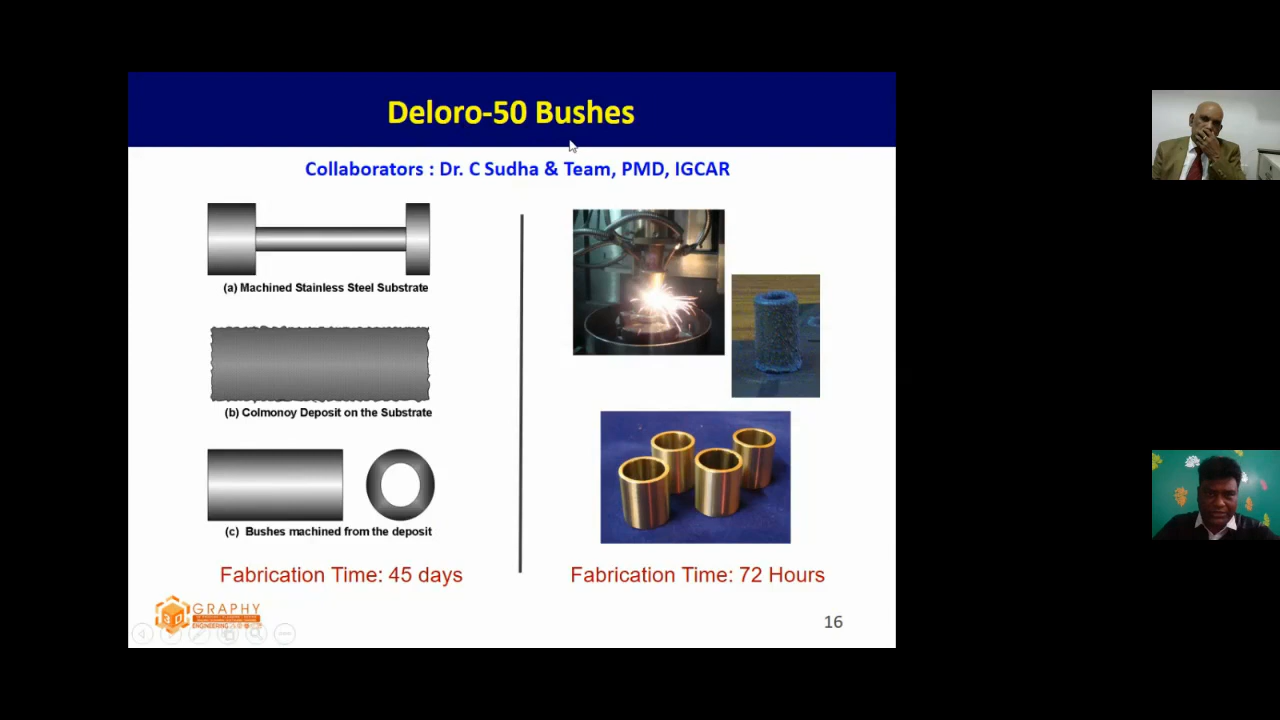 Deloro-50 Bushes
Collaborators : Dr. C Sudha & Team, PMD, IGCAR
(a) Machined Stainless Steel Substrate
(b) Colmonoy Deposit on the Substrate
(c) Bushes machined from the deposit
Fabrication Time: 45 days
Fabrication Time: 72 Hours
GRAPHY
16